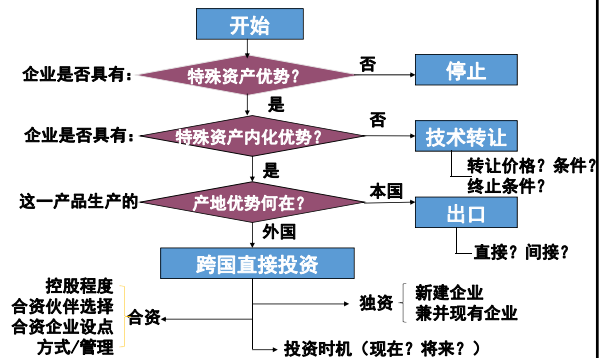 开始
企业是否具有：
特殊资产优势？
否
停止
是
企业是否具有：
特殊资产内化优势？
否
技术转让
转让价格？条件？
终止条件？
是
这一产品生产的
产地优势何在？
本国
出口
直接？间接？
外国
跨国直接投资
控股程度
合资伙伴选择
合资企业设点
方式/管理
合资
独资
新建企业
兼并现有企业
投资时机（现在？将来？）